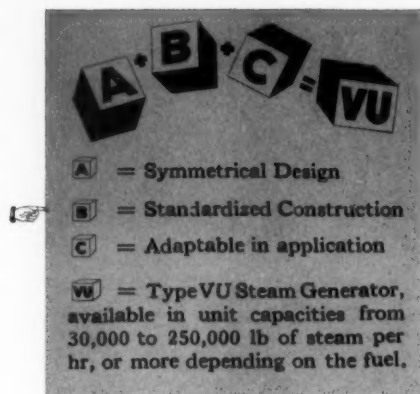 A + B + C = VU
A = Symmetrical Design
B = Standardized Construction
C = Adaptable in application
VU = Type VU Steam Generator,
available in unit capacities from
30,000 to 250,000 lb of steam per
hr, or more depending on the fuel.